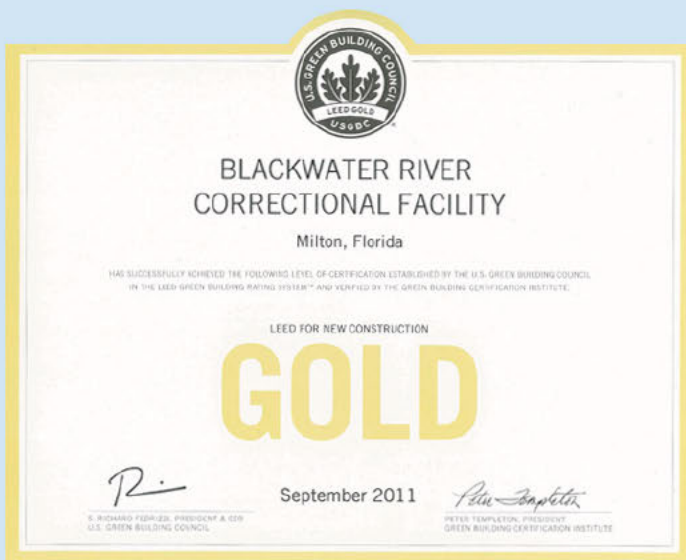 U.S. GREEN BUILDING COUNCIL
LEED GOLD
USGBC
BLACKWATER RIVER
CORRECTIONAL FACILITY
Milton, Florida
HAS SUCCESSFULLY ACHIEVED THE FOLLOWING LEVEL OF CERTIFICATION ESTABLISHED BY THE U.S. GREEN BUILDING COUNCIL
IN THE LEED GREEN BUILDING RATING SYSTEM™ AND VERIFIED BY THE GREEN BUILDING CERTIFICATION INSTITUTE
LEED FOR NEW CONSTRUCTION
GOLD
September 2011
Peter Templeton
S. RICHARD FEDRIZZI, PRESIDENT & CEO
U.S. GREEN BUILDING COUNCIL
PETER TEMPLETON, PRESIDENT
GREEN BUILDING CERTIFICATION INSTITUTE